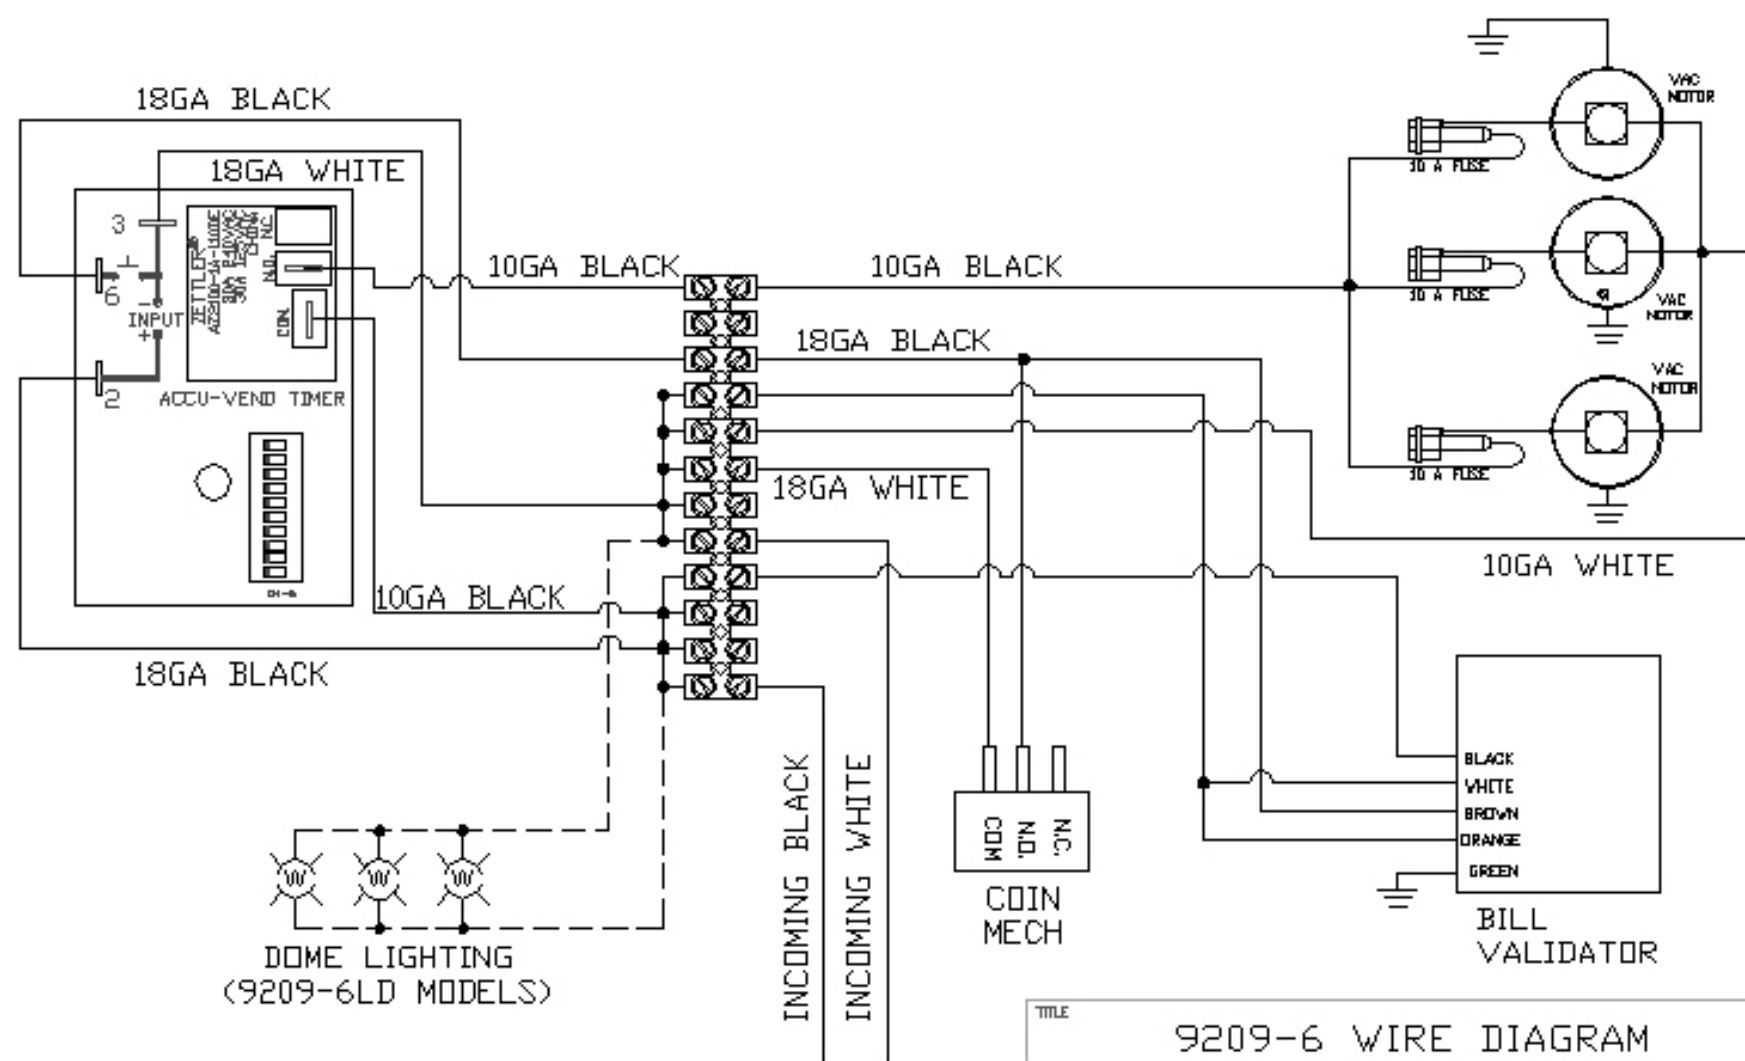 18GA BLACK
18GA WHITE
3
6
INPUT
-
+
2
N.C.
N.O.
COM.
ZETTLER
ACCU-VEND TIMER
10GA BLACK
10GA BLACK
18GA BLACK
18GA WHITE
10GA BLACK
18GA BLACK
VAC
MOTOR
10 A FUSE
VAC
MOTOR
10 A FUSE
VAC
MOTOR
10 A FUSE
10GA WHITE
INCOMING BLACK
INCOMING WHITE
COM
N.O.
N.C.
COIN
MECH
BLACK
WHITE
BROWN
ORANGE
GREEN
BILL
VALIDATOR
W
W
W
DOME LIGHTING
(9209-6LD MODELS)
TITLE
9209-6 WIRE DIAGRAM